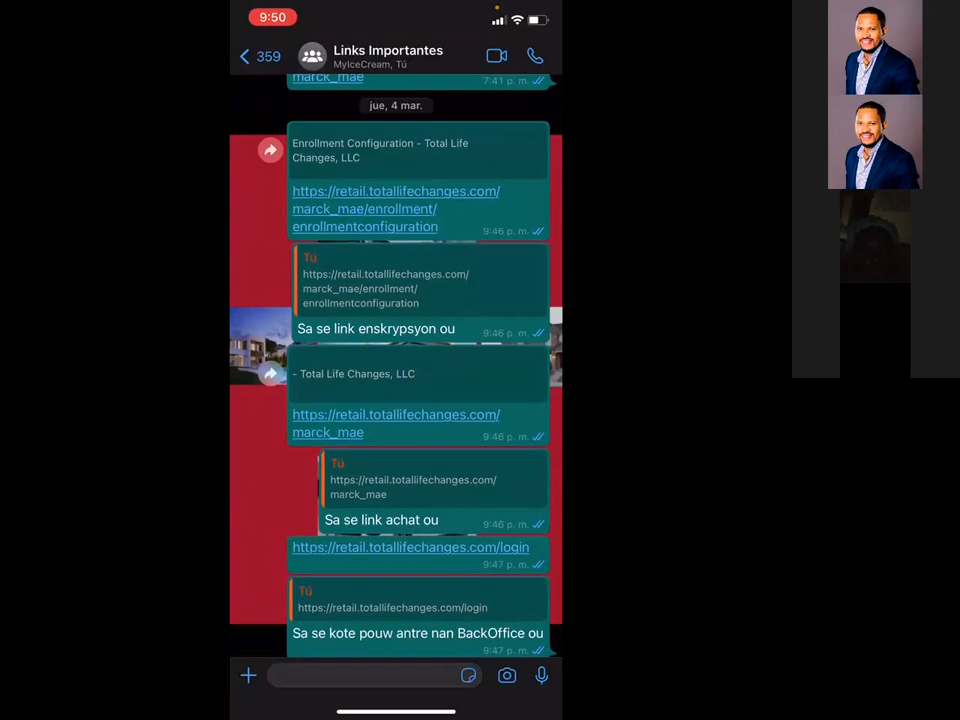 9:50
359
Links Importantes
MyIceCream, Tú
marck_mae
7:41 p. m.
jue, 4 mar.
Enrollment Configuration - Total Life
Changes, LLC
https://retail.totallifechanges.com/
marck_mae/enrollment/
enrollmentconfiguration
9:46 p. m.
Tú
https://retail.totallifechanges.com/
marck_mae/enrollment/
enrollmentconfiguration
Sa se link enskrypsyon ou
9:46 p. m.
- Total Life Changes, LLC
https://retail.totallifechanges.com/
marck_mae
9:46 p. m.
Tú
https://retail.totallifechanges.com/
marck_mae
Sa se link achat ou
9:46 p. m.
https://retail.totallifechanges.com/login
9:47 p. m.
Tú
https://retail.totallifechanges.com/login
Sa se kote pouw antre nan BackOffice ou
9:47 p. m.